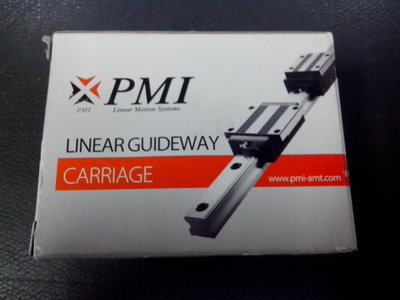 PMI
PMI
Linear Motion Systems
LINEAR GUIDEWAY
CARRIAGE
www.pmi-amt.com